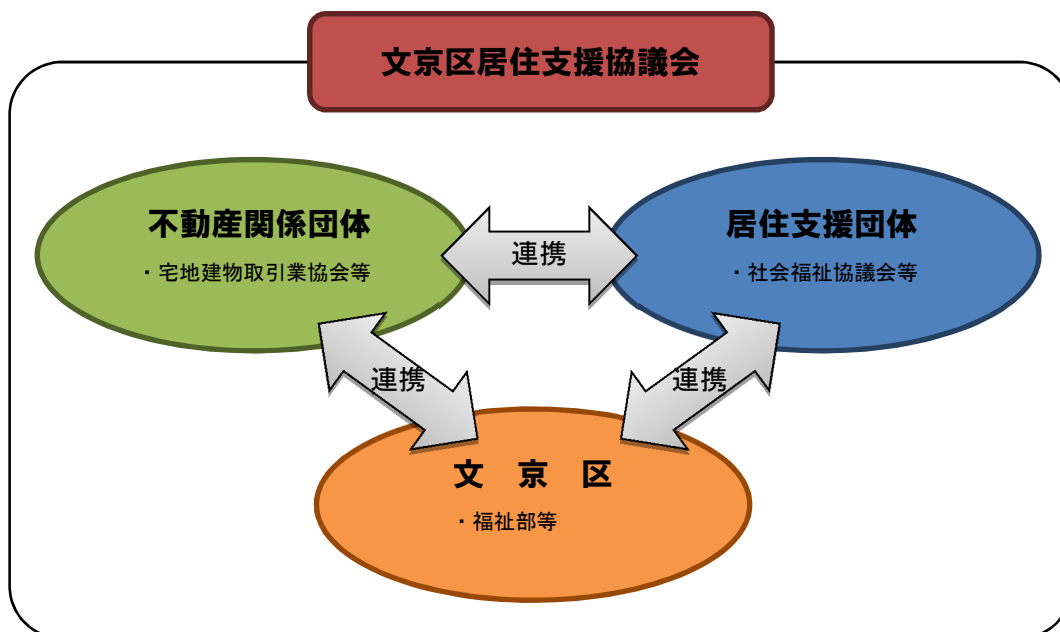 文京区居住支援協議会
不動産関係団体
・宅地建物取引業協会等
連携
居住支援団体
・社会福祉協議会等
連携
連携
文　京　区
・福祉部等